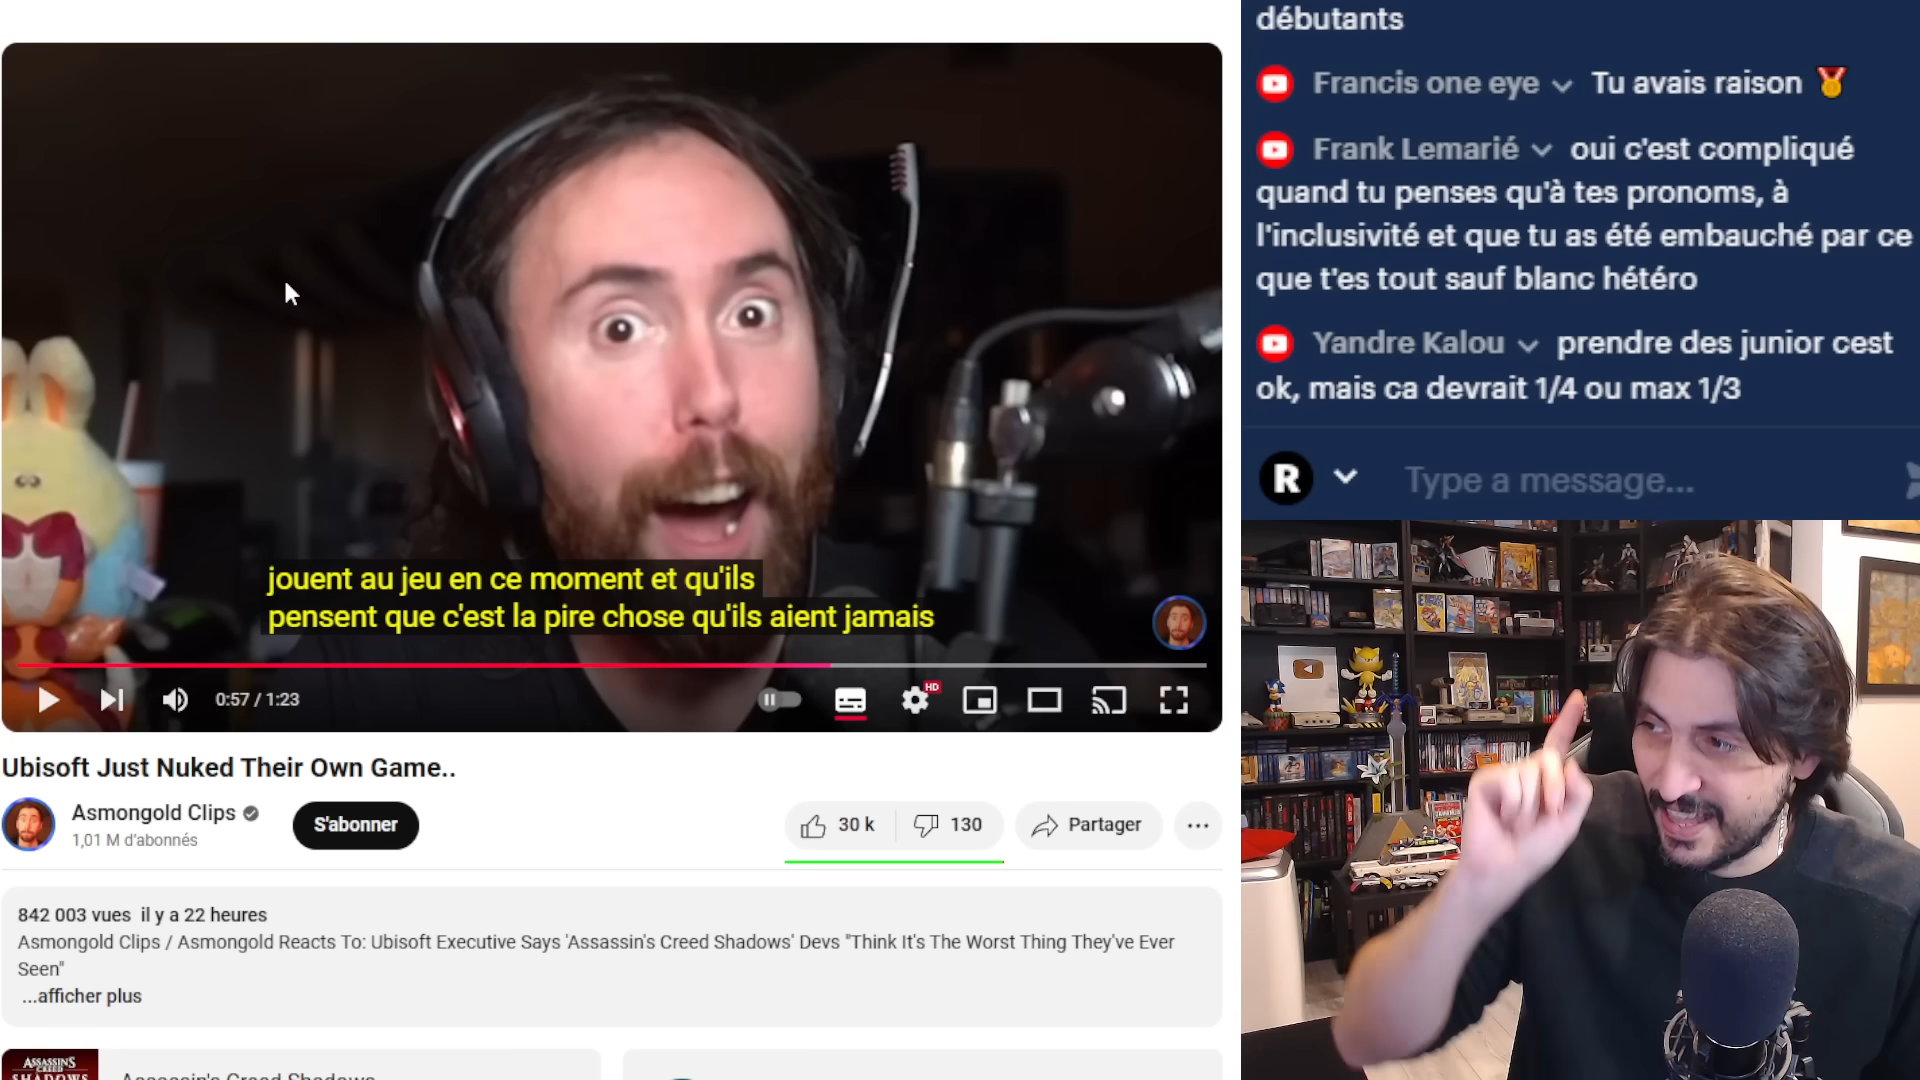 jouent au jeu en ce moment et qu'ils
pensent que c'est la pire chose qu'ils aient jamais
0:57 / 1:23
HD
Ubisoft Just Nuked Their Own Game..
Asmongold Clips
1,01 M d'abonnés
S'abonner
30 k
130
Partager
842 003 vues il y a 22 heures
Asmongold Clips / Asmongold Reacts To: Ubisoft Executive Says 'Assassin's Creed Shadows' Devs "Think It's The Worst Thing They've Ever
Seen"
...afficher plus
ASSASSIN'S
CREED
SHADOWS
Assassin's Creed Shadows
débutants
Francis one eye Tu avais raison
Frank Lemarié oui c'est compliqué
quand tu penses qu'à tes pronoms, à
l'inclusivité et que tu as été embauché par ce
que t'es tout sauf blanc hétéro
Yandre Kalou prendre des junior cest
ok, mais ca devrait 1/4 ou max 1/3
R
Type a message...